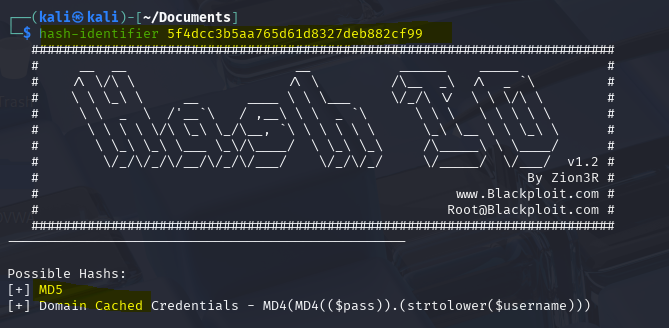 (kali㉿kali)-[~/Documents]
$ hash-identifier 5f4dcc3b5aa765d61d8327deb882cf99
v1.2
By Zion3R
www.Blackploit.com
Root@Blackploit.com
Possible Hashs:
[+] MD5
[+] Domain Cached Credentials - MD4(MD4(($pass)).(strtolower($username)))